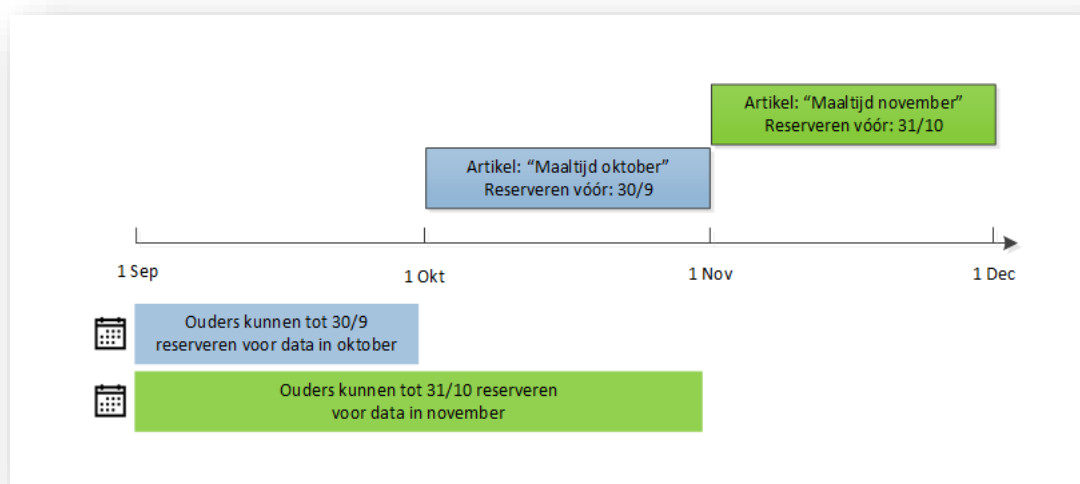 Artikel: “Maaltijd november”
Reserveren vóór: 31/10
Artikel: “Maaltijd oktober”
Reserveren vóór: 30/9
1 Sep
1 Okt
1 Nov
1 Dec
Ouders kunnen tot 30/9
reserveren voor data in oktober
Ouders kunnen tot 31/10 reserveren
voor data in november